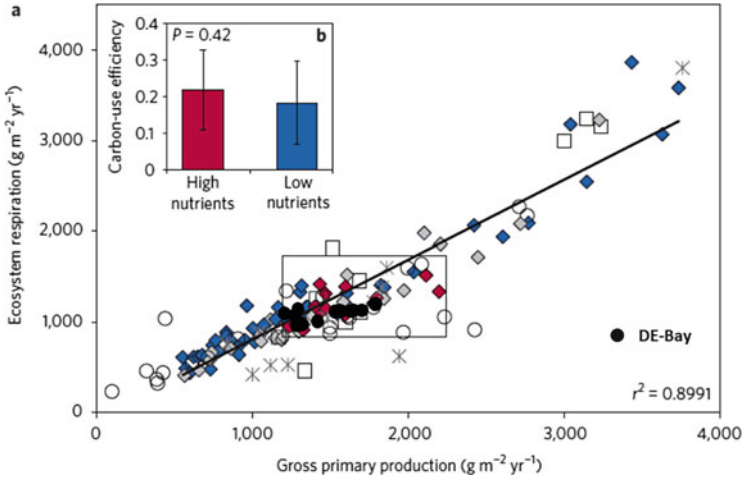 a
Ecosystem respiration (g m⁻² yr⁻¹)
4,000
3,000
2,000
1,000
0
0
1,000
2,000
3,000
4,000
Gross primary production (g m⁻² yr⁻¹)
b
P = 0.42
Carbon-use efficiency
0.4
0.3
0.2
0.1
0
High
nutrients
Low
nutrients
DE-Bay
r² = 0.8991